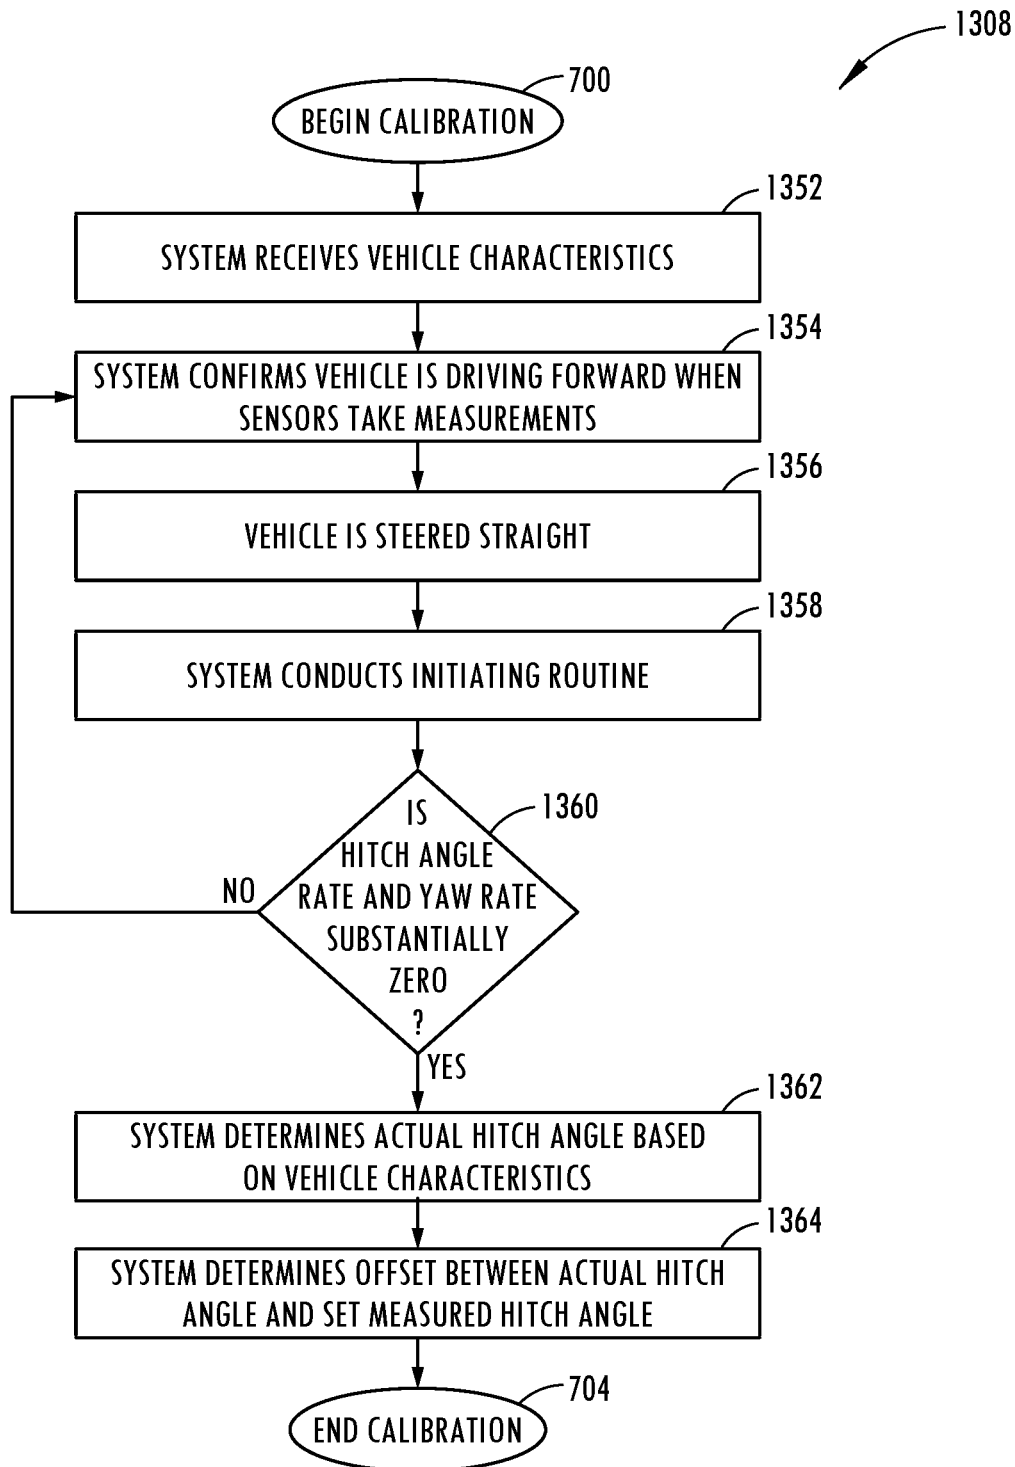 1308
700
BEGIN CALIBRATION
1352
SYSTEM RECEIVES VEHICLE CHARACTERISTICS
1354
SYSTEM CONFIRMS VEHICLE IS DRIVING FORWARD WHEN
SENSORS TAKE MEASUREMENTS
1356
VEHICLE IS STEERED STRAIGHT
1358
SYSTEM CONDUCTS INITIATING ROUTINE
1360
IS
HITCH ANGLE
RATE AND YAW RATE
SUBSTANTIALLY
ZERO
?
NO
YES
1362
SYSTEM DETERMINES ACTUAL HITCH ANGLE BASED
ON VEHICLE CHARACTERISTICS
1364
SYSTEM DETERMINES OFFSET BETWEEN ACTUAL HITCH
ANGLE AND SET MEASURED HITCH ANGLE
704
END CALIBRATION